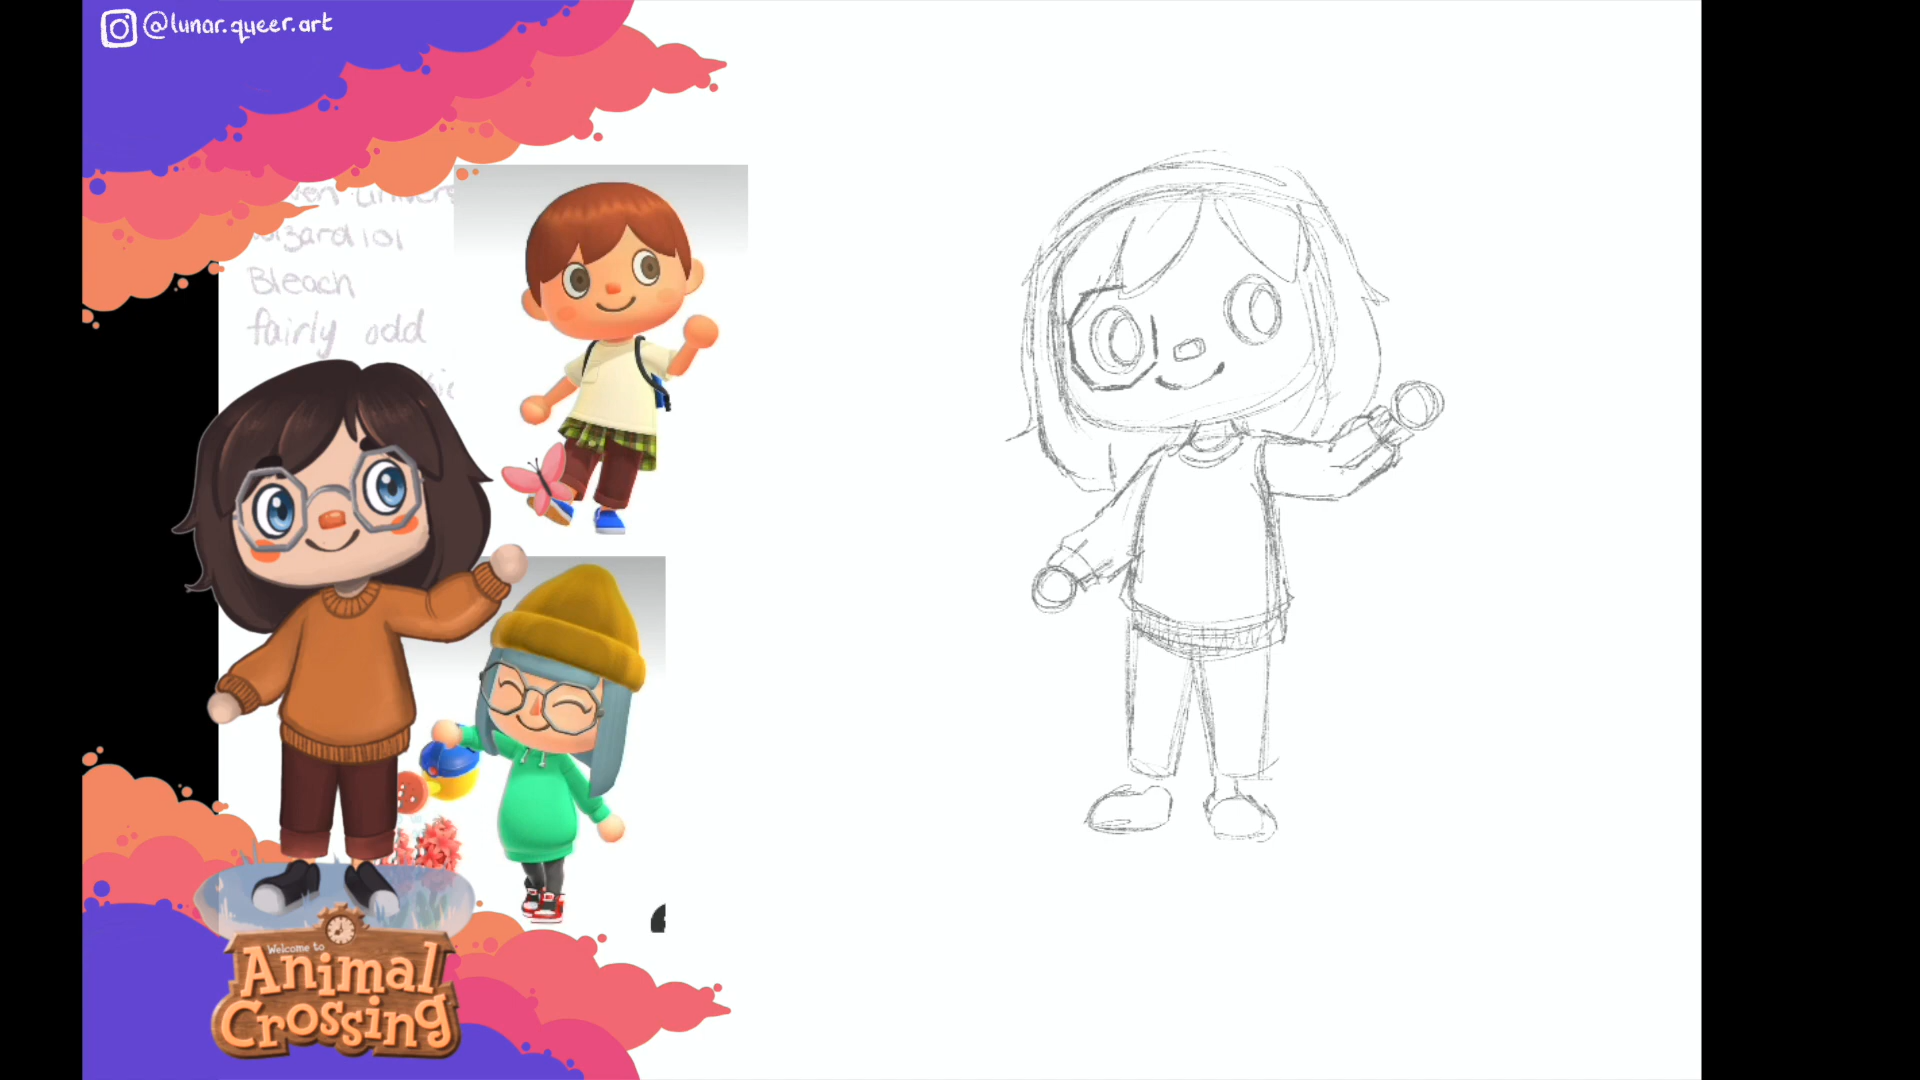 @lunar.queer.art
Bleach
fairly odd
Welcome to
Animal
Crossing